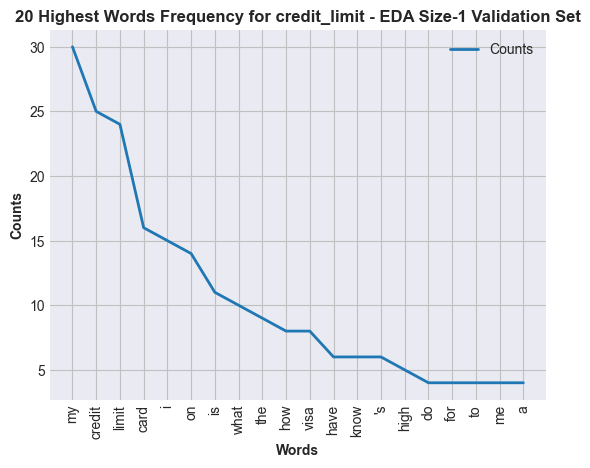 20 Highest Words Frequency for credit_limit - EDA Size-1 Validation Set
Counts
30
25
20
15
10
5
Counts
my
credit
limit
card
i
on
is
what
the
how
visa
have
know
's
high
do
for
to
me
a
Words